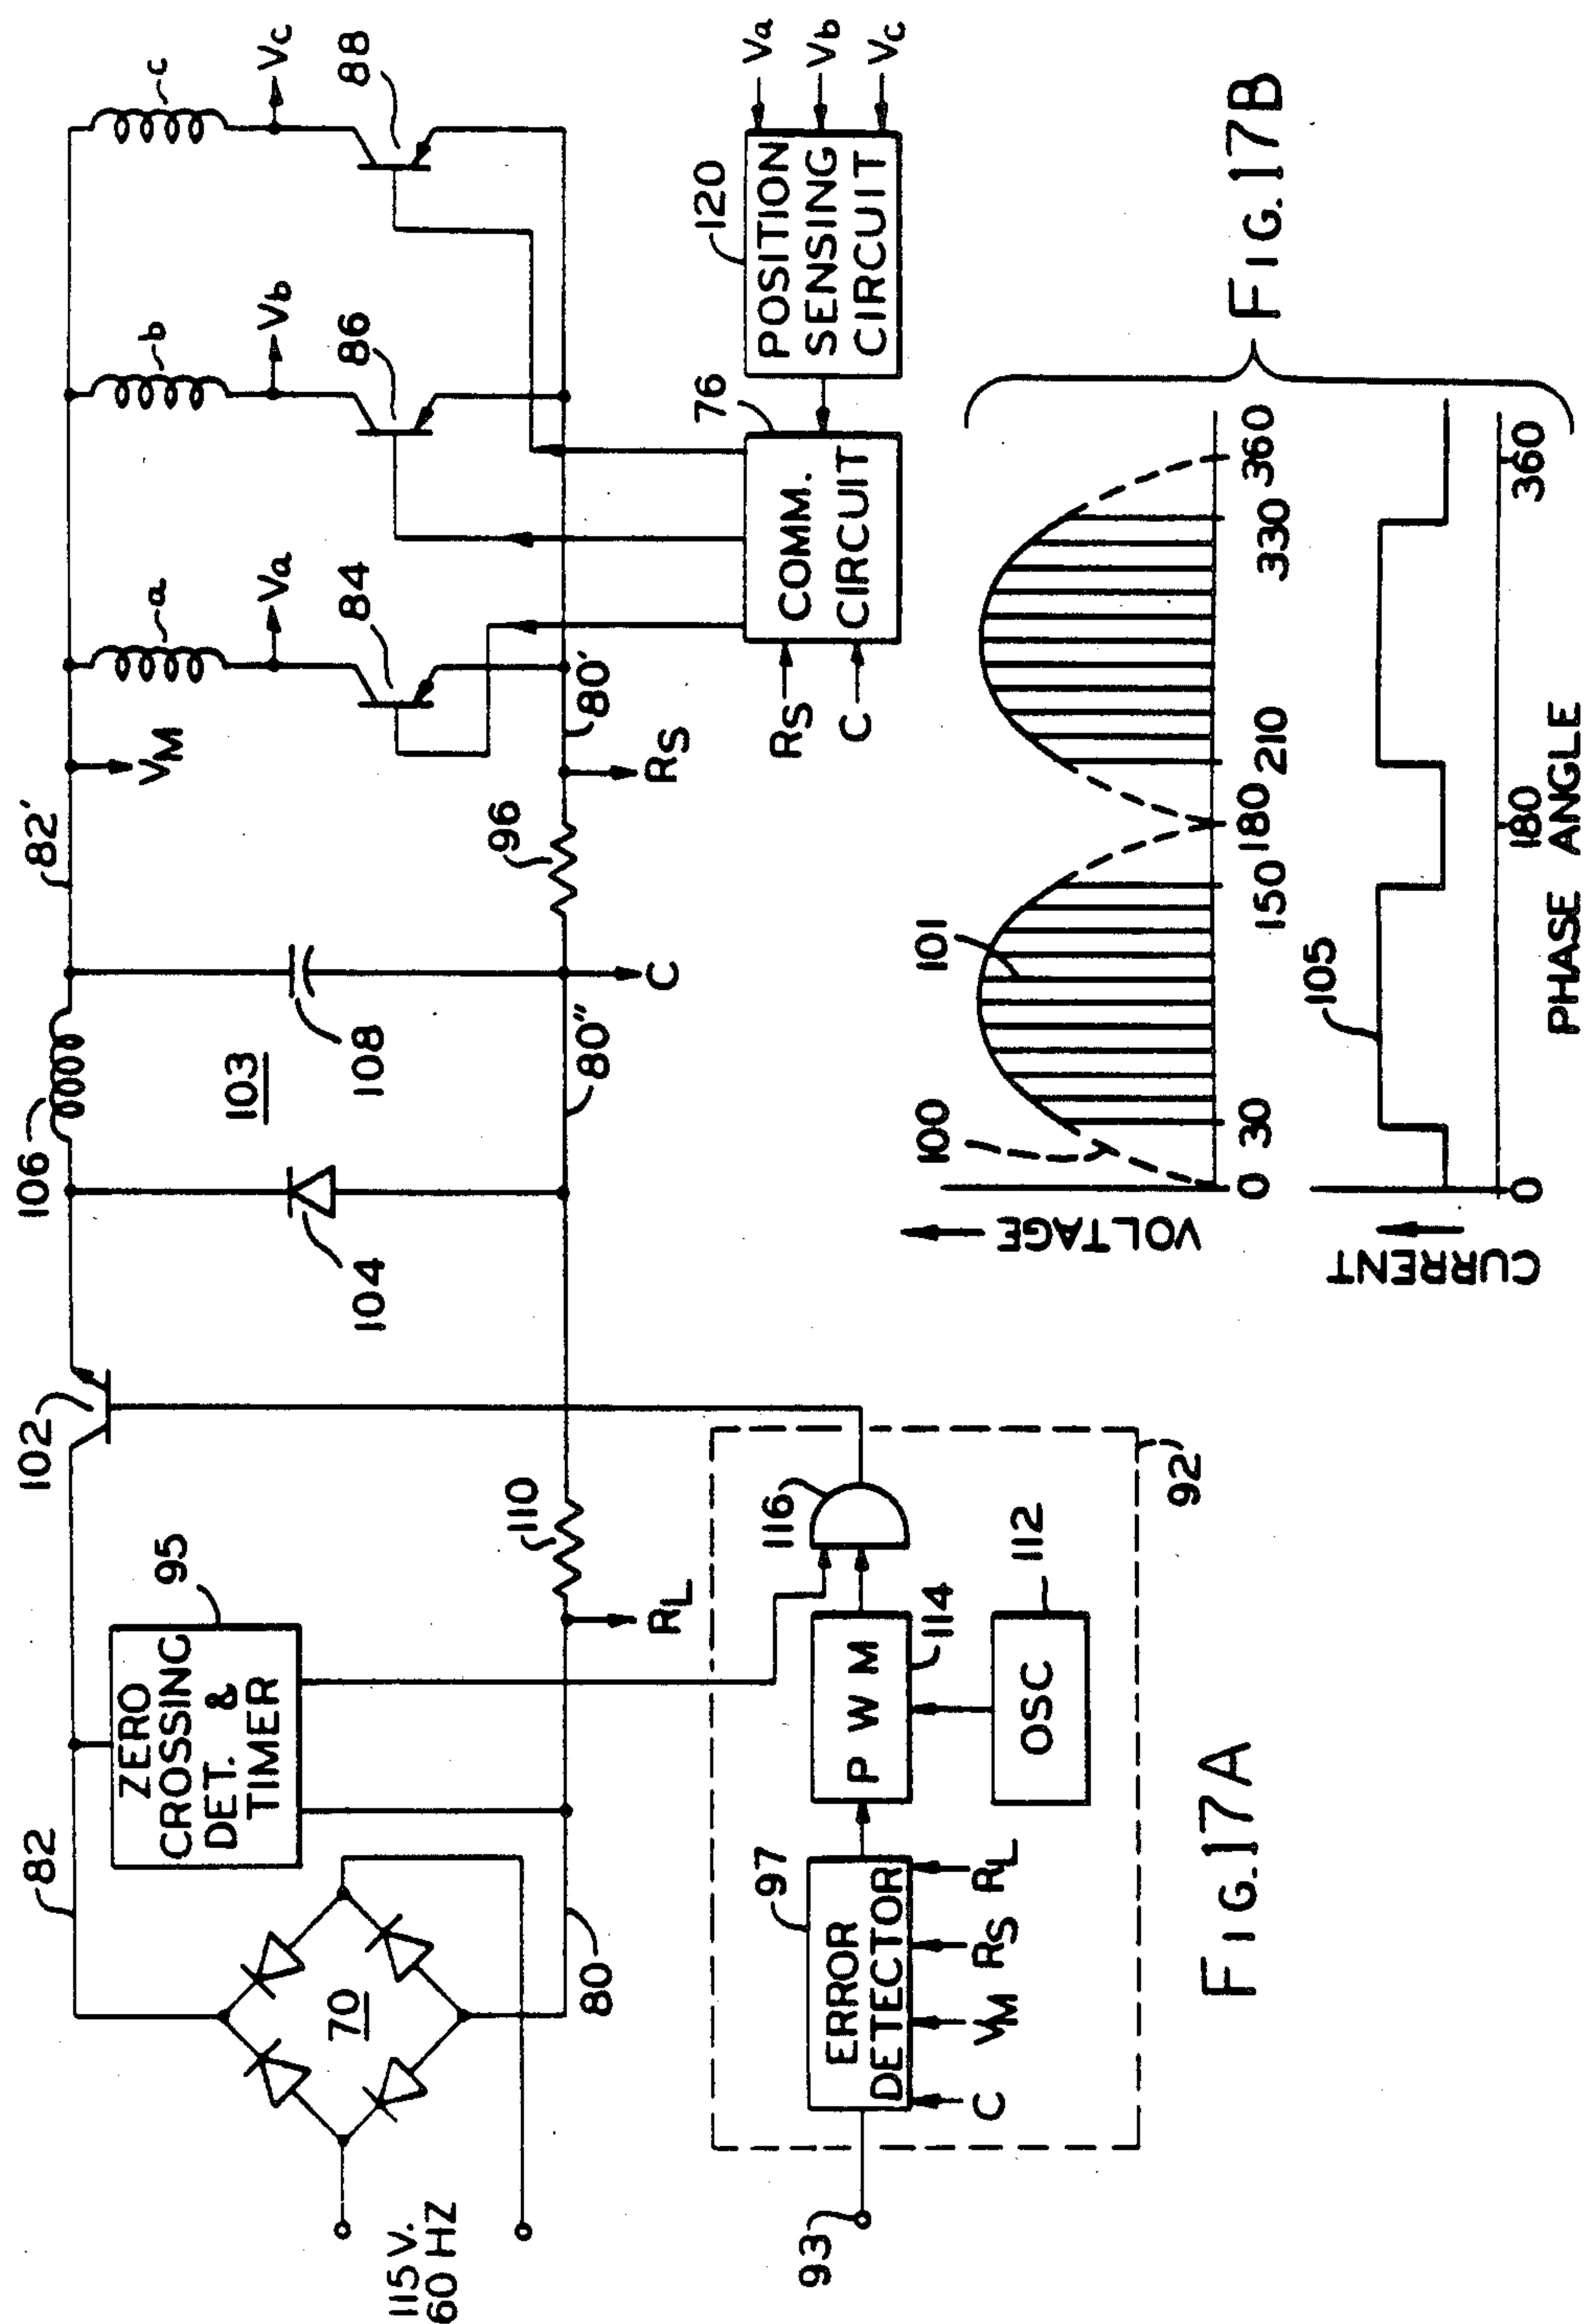 82
ZERO
CROSSING
DET. &
TIMER
95
102
106
82'
VM
a
Va
b
Vb
c
Vc
70
115 V.
60 HZ
80
RL
110
104
103
108
80"
C
96
RS
80'
84
86
88
93
97
ERROR
DETECTOR
C
VM
RS
RL
P W M
114
OSC
112
116
92
RS
C
COMM.
CIRCUIT
76
POSITION
SENSING
CIRCUIT
120
Va
Vb
Vc
FIG.17A
VOLTAGE
100
101
0
30
150
180
210
330
360
CURRENT
105
0
180
360
PHASE ANGLE
FIG.17B